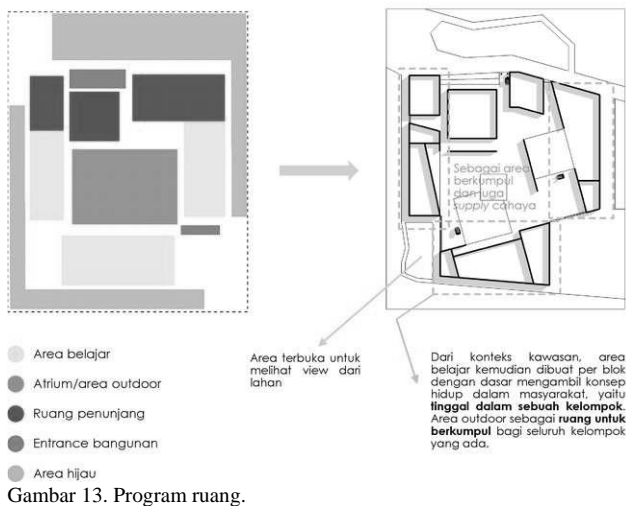 Sebagai area
berkumpul
dan juga
supply cahaya
Area belajar
Atrium/area outdoor
Ruang penunjang
Entrance bangunan
Area hijau
Area terbuka untuk
melihat view dari
lahan
Dari konteks kawasan, area
belajar kemudian dibuat per blok
dengan dasar mengambil konsep
hidup dalam masyarakat, yaitu
tinggal dalam sebuah kelompok.
Area outdoor sebagai ruang untuk
berkumpul bagi seluruh kelompok
yang ada.
Gambar 13. Program ruang.